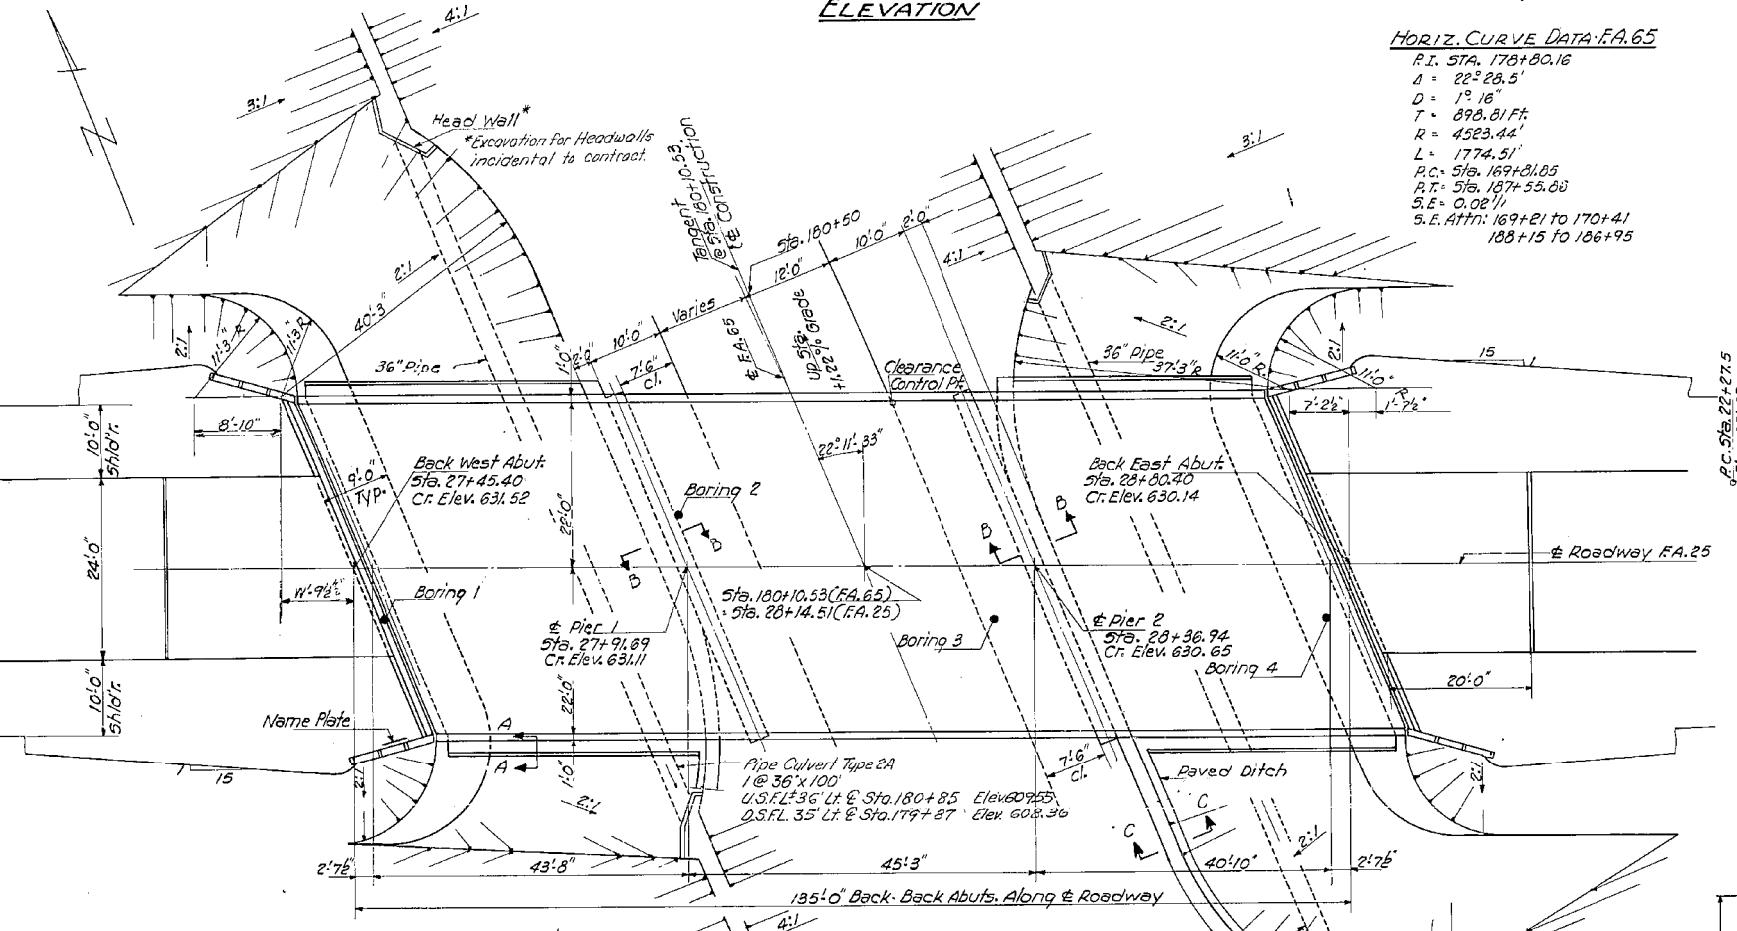 ELEVATION
HORIZ. CURVE DATA-F.A. 65
P.I. STA. 178+80.16
Δ = 22° 28.5'
D = 1° 16"
T = 898.81 Ft.
R = 4523.44'
L = 1774.51'
P.C. = Sta. 169+81.85
P.T. = Sta. 187+55.86
S.E. = 0.02'/1
S.E. Attn: 169+21 to 170+41
188+15 to 186+95
4:1
3:1
Head Wall*
*Excavation for Headwalls
incidental to contract.
Tangent
@ Sta. 180+10.53
℄ Construction
Sta. 180+50
10'-0"
2'-0"
12'-0"
4:1
3:1
Varies
10'-0"
2'-0"
7'-6"
Cl.
1'-0"
℄ F.A. 65
UP Sta.
+1.22% Grade
2:1
40'-3"
11'-3" R
11'-3" R
2:1
36" Pipe
Clearance
Control Pt.
36" Pipe
37'-3" R
2:1
11'-0" R.
2:1
11'-0"
R
15
7'-2½"
1'-7½"
P.C. Sta. 22+27.5
8'-10"
10'-0"
Shld'r.
9'-0"
TYP.
Back West Abut.
Sta. 27+45.40
Cr. Elev. 631.52
22'-0"
Boring 2
22° 11' 33"
Back East Abut.
Sta. 28+80.40
Cr. Elev. 630.14
B
B
B
B
24'-0"
℄ Roadway F.A. 25
Boring 1
Sta. 180+10.53 (F.A. 65)
= Sta. 28+14.51 (F.A. 25)
℄ Pier 1
Sta. 27+91.69
Cr. Elev. 631.11
Boring 3
℄ Pier 2
Sta. 28+36.94
Cr. Elev. 630.65
Boring 4
20'-0"
10'-0"
Shld'r.
22'-0"
Name Plate
A
A
1'-0"
15
2:1
2:1
Pipe Culvert Type 2A
1 @ 36" x 100'
U.S.F.L. 36' Lt. ℄ Sta. 180+85 Elev. 609.55
D.S.F.L. 35' Lt. ℄ Sta. 179+87 Elev. 608.36
7'-6"
Cl.
Paved Ditch
C
C
2:1
2:1
2'-7½"
43'-8"
45'-3"
40'-10"
2'-7½"
135'-0" Back-Back Abuts. Along ℄ Roadway
4:1